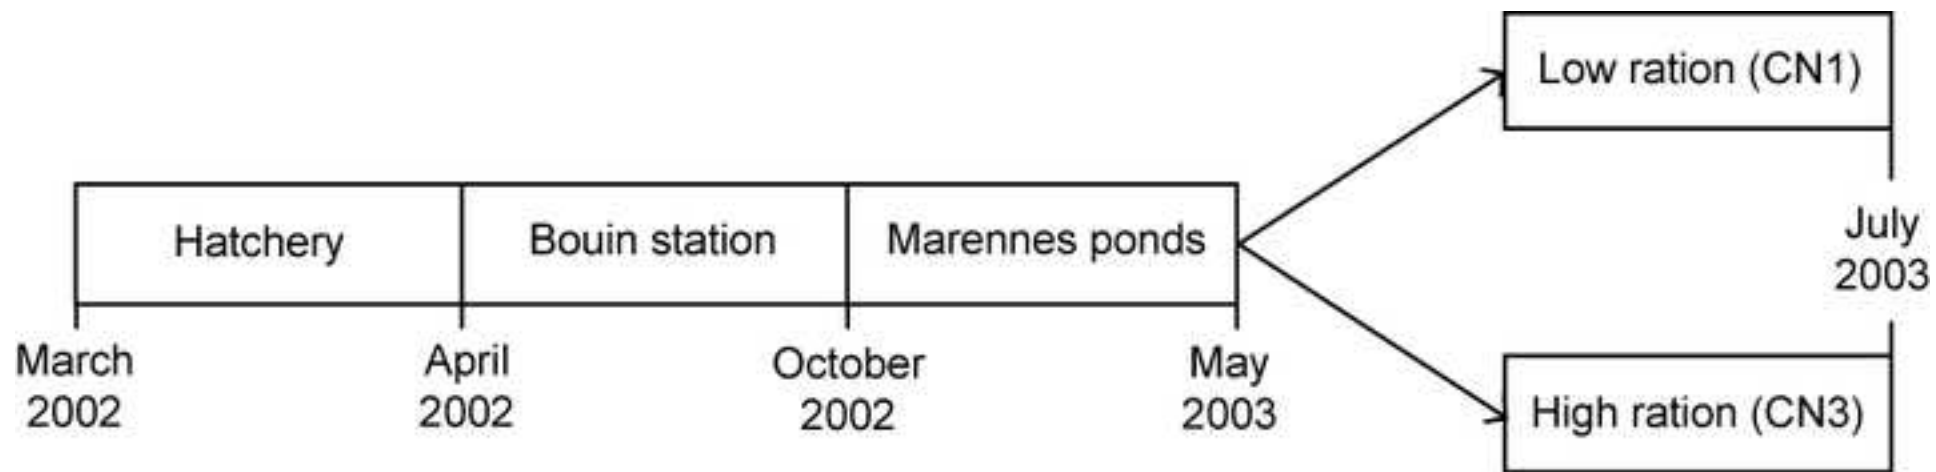 Low ration (CN1)
Hatchery
Bouin station
Marennes ponds
July
2003
March
2002
April
2002
October
2002
May
2003
High ration (CN3)